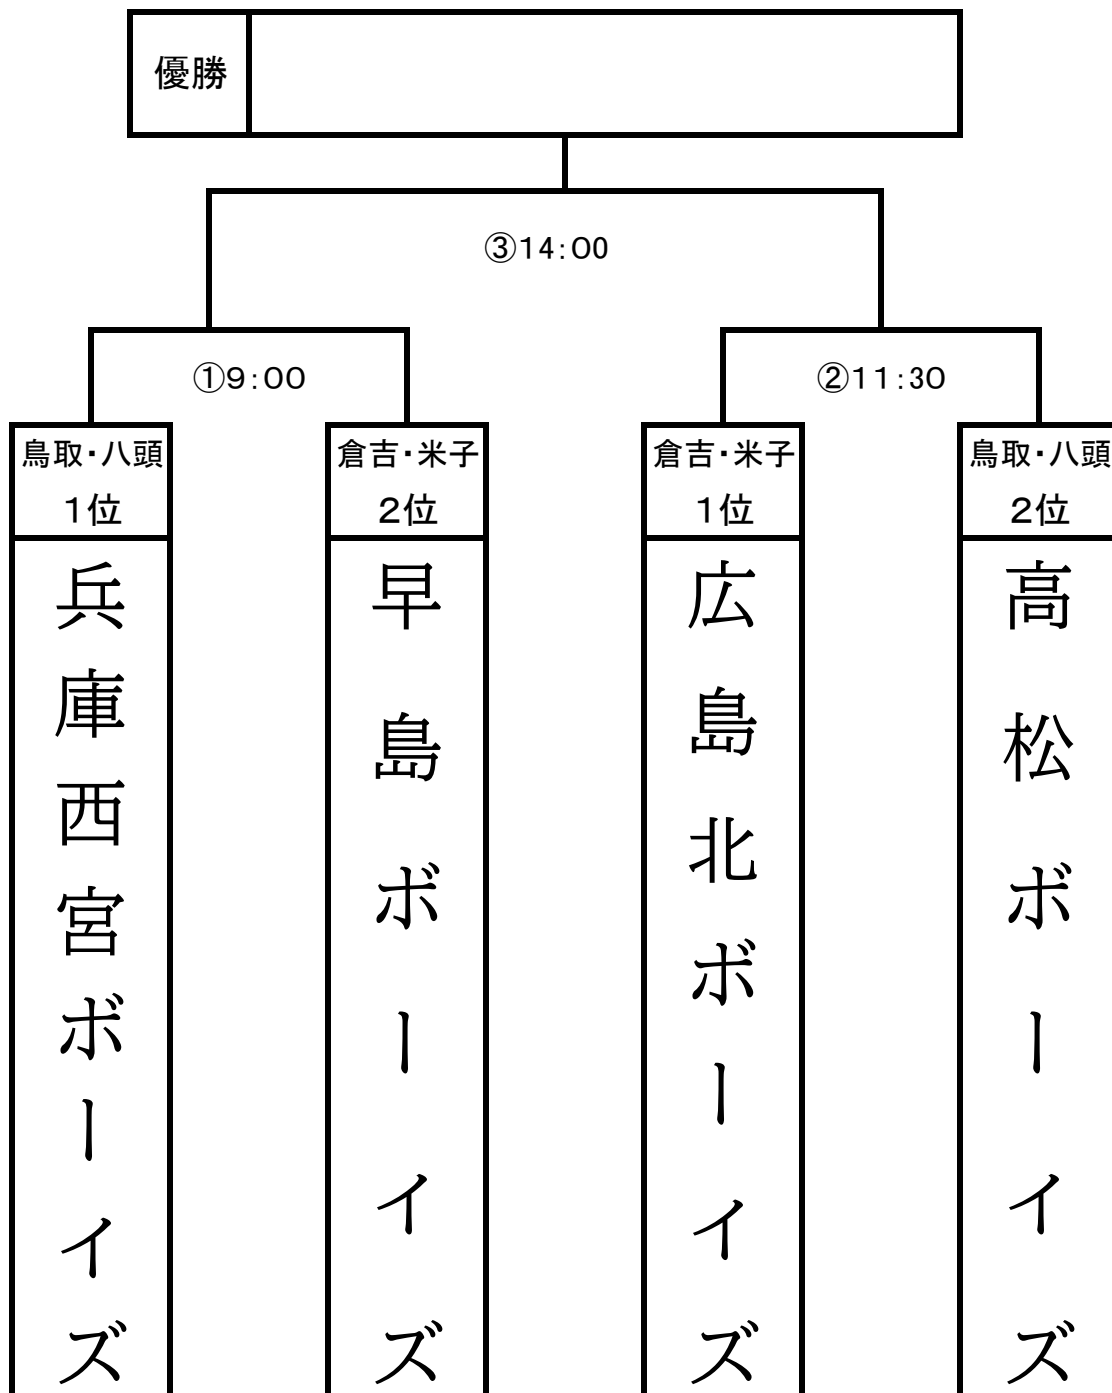 優勝
③14:00
①9:00
②11:30
鳥取・八頭
1位
兵庫西宮ボーイズ
倉吉・米子
2位
早島ボーイズ
倉吉・米子
1位
広島北ボーイズ
鳥取・八頭
2位
高松ボーイズ